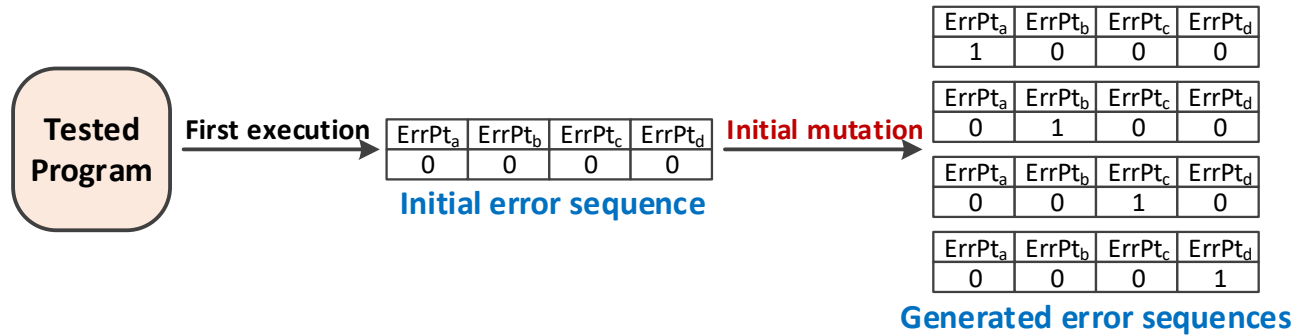 Tested
Program
First execution
ErrPta ErrPtb ErrPtc ErrPtd
0 0 0 0
Initial error sequence
Initial mutation
ErrPta ErrPtb ErrPtc ErrPtd
1 0 0 0
ErrPta ErrPtb ErrPtc ErrPtd
0 1 0 0
ErrPta ErrPtb ErrPtc ErrPtd
0 0 1 0
ErrPta ErrPtb ErrPtc ErrPtd
0 0 0 1
Generated error sequences